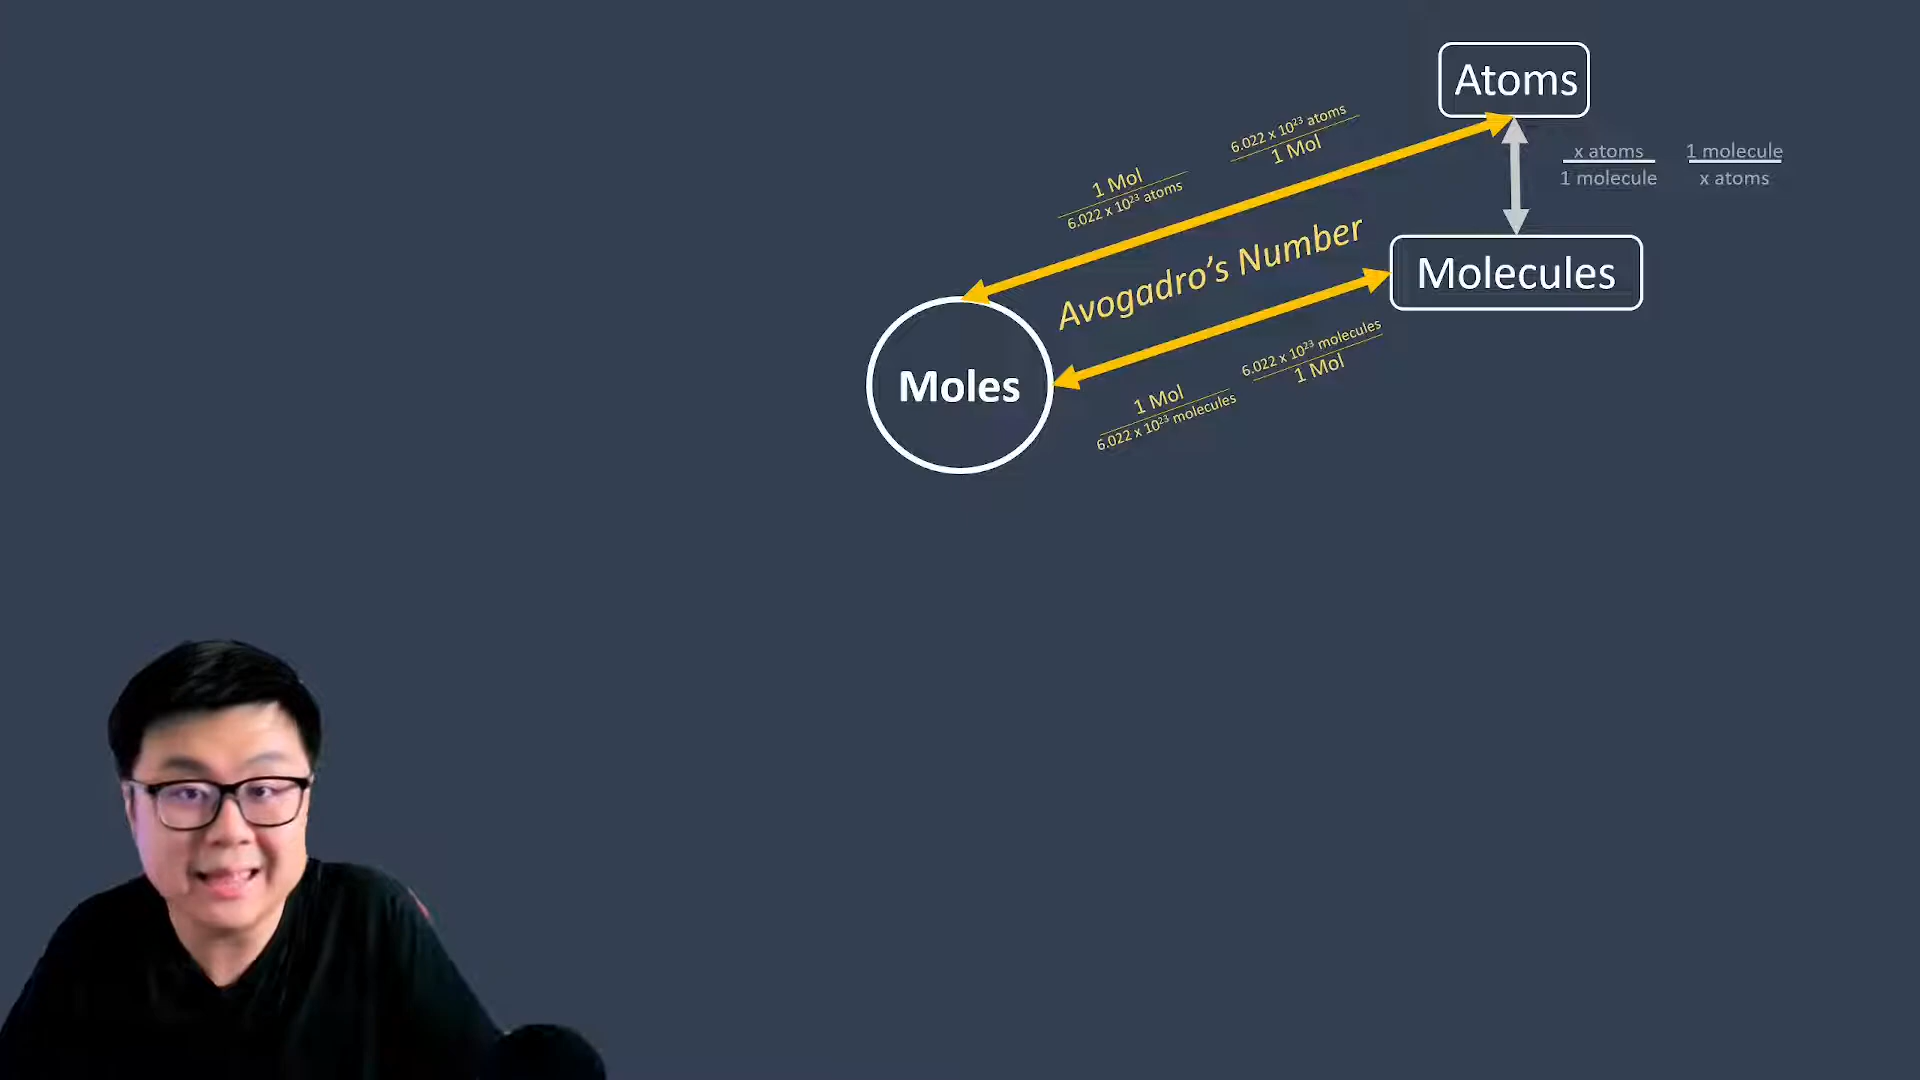 Atoms
x atoms
1 molecule
1 molecule
x atoms
6.022 x 10²³ atoms
1 Mol
1 Mol
6.022 x 10²³ atoms
Avogadro’s Number
Molecules
Moles
6.022 x 10²³ molecules
1 Mol
1 Mol
6.022 x 10²³ molecules